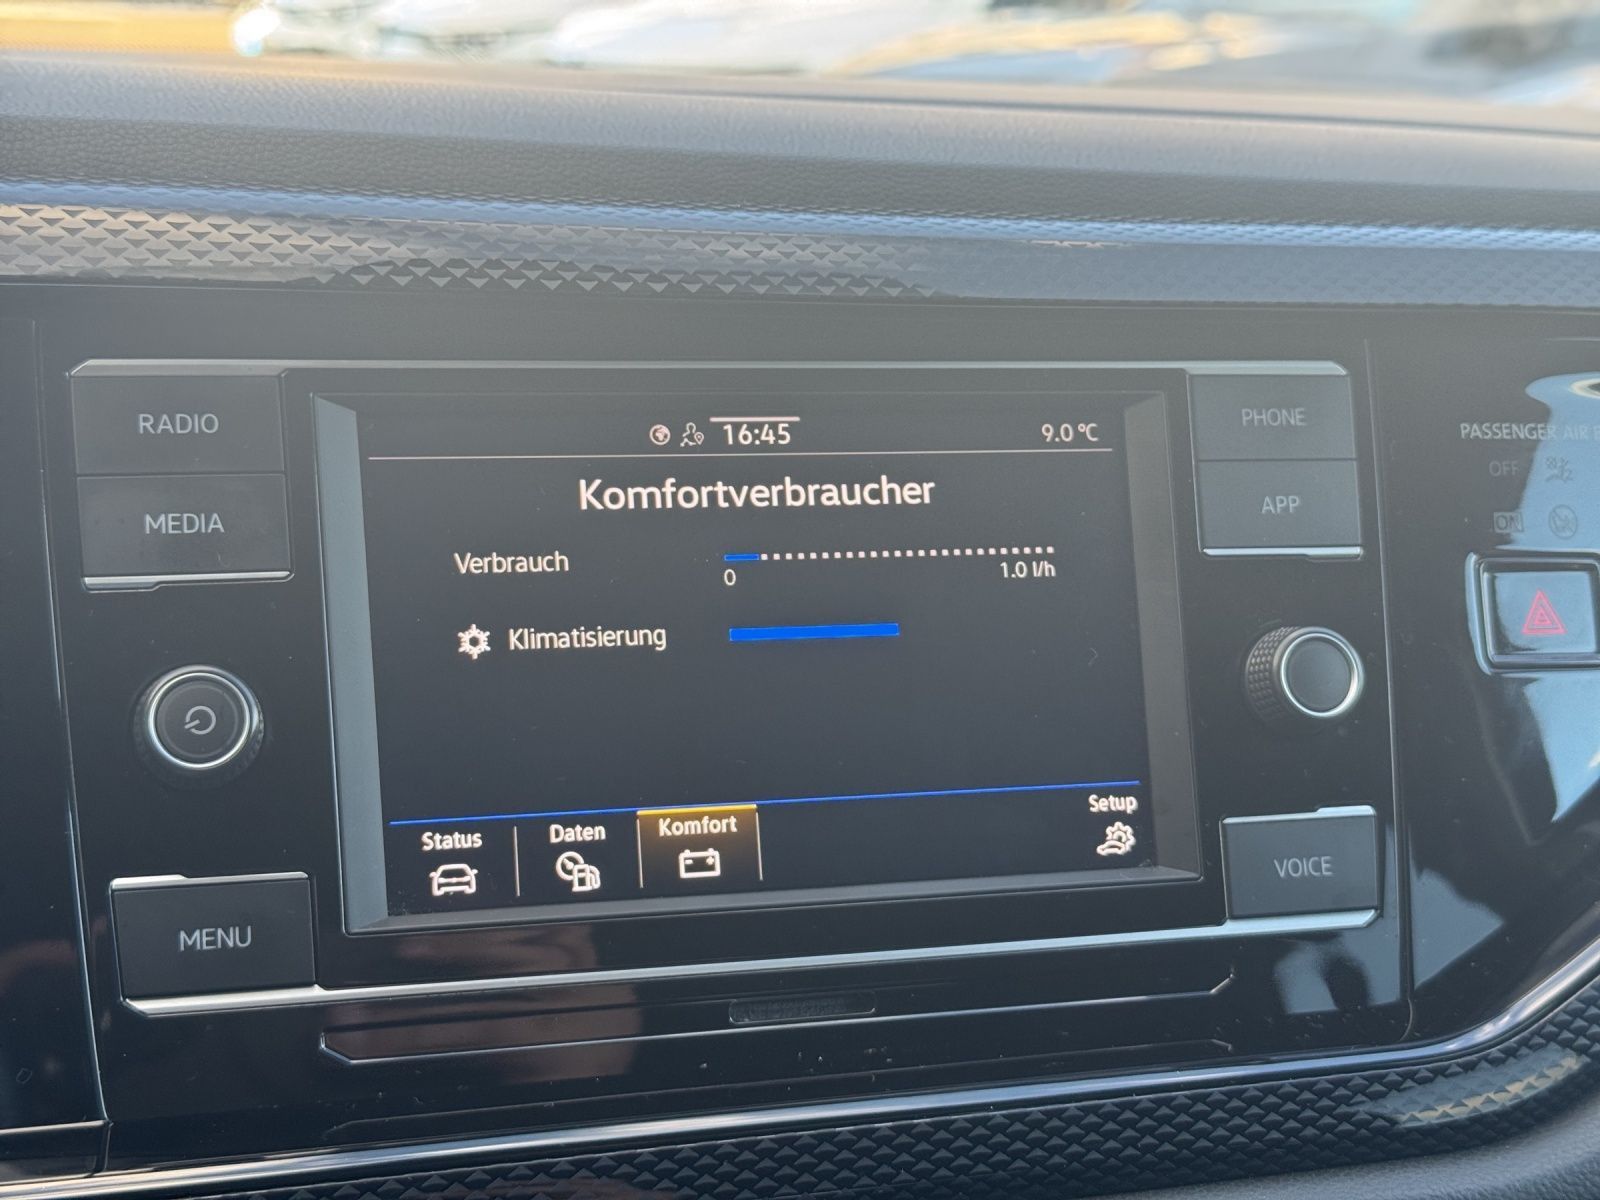 RADIO
MEDIA
MENU
16:45
9.0 °C
Komfortverbraucher
Verbrauch
0
1.0 l/h
Klimatisierung
Status
Daten
Komfort
Setup
PHONE
APP
VOICE
PASSENGER AIR
OFF
ON